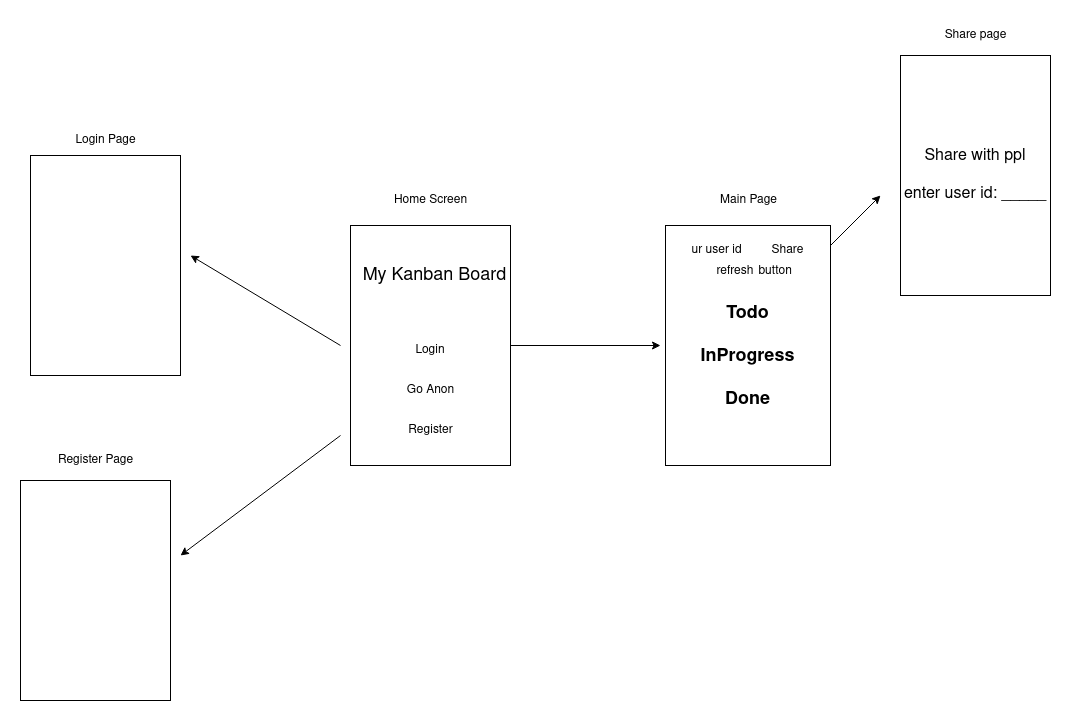 Share page
Share with ppl
enter user id: _____
Login Page
Home Screen
My Kanban Board
Login
Go Anon
Register
Main Page
ur user id Share
refresh button
Todo
InProgress
Done
Register Page